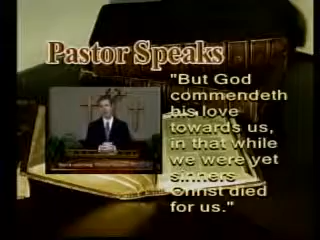 Pastor Speaks
"But God
commendeth
his love
towards us,
in that while
we were yet
sinners
Christ died
for us."